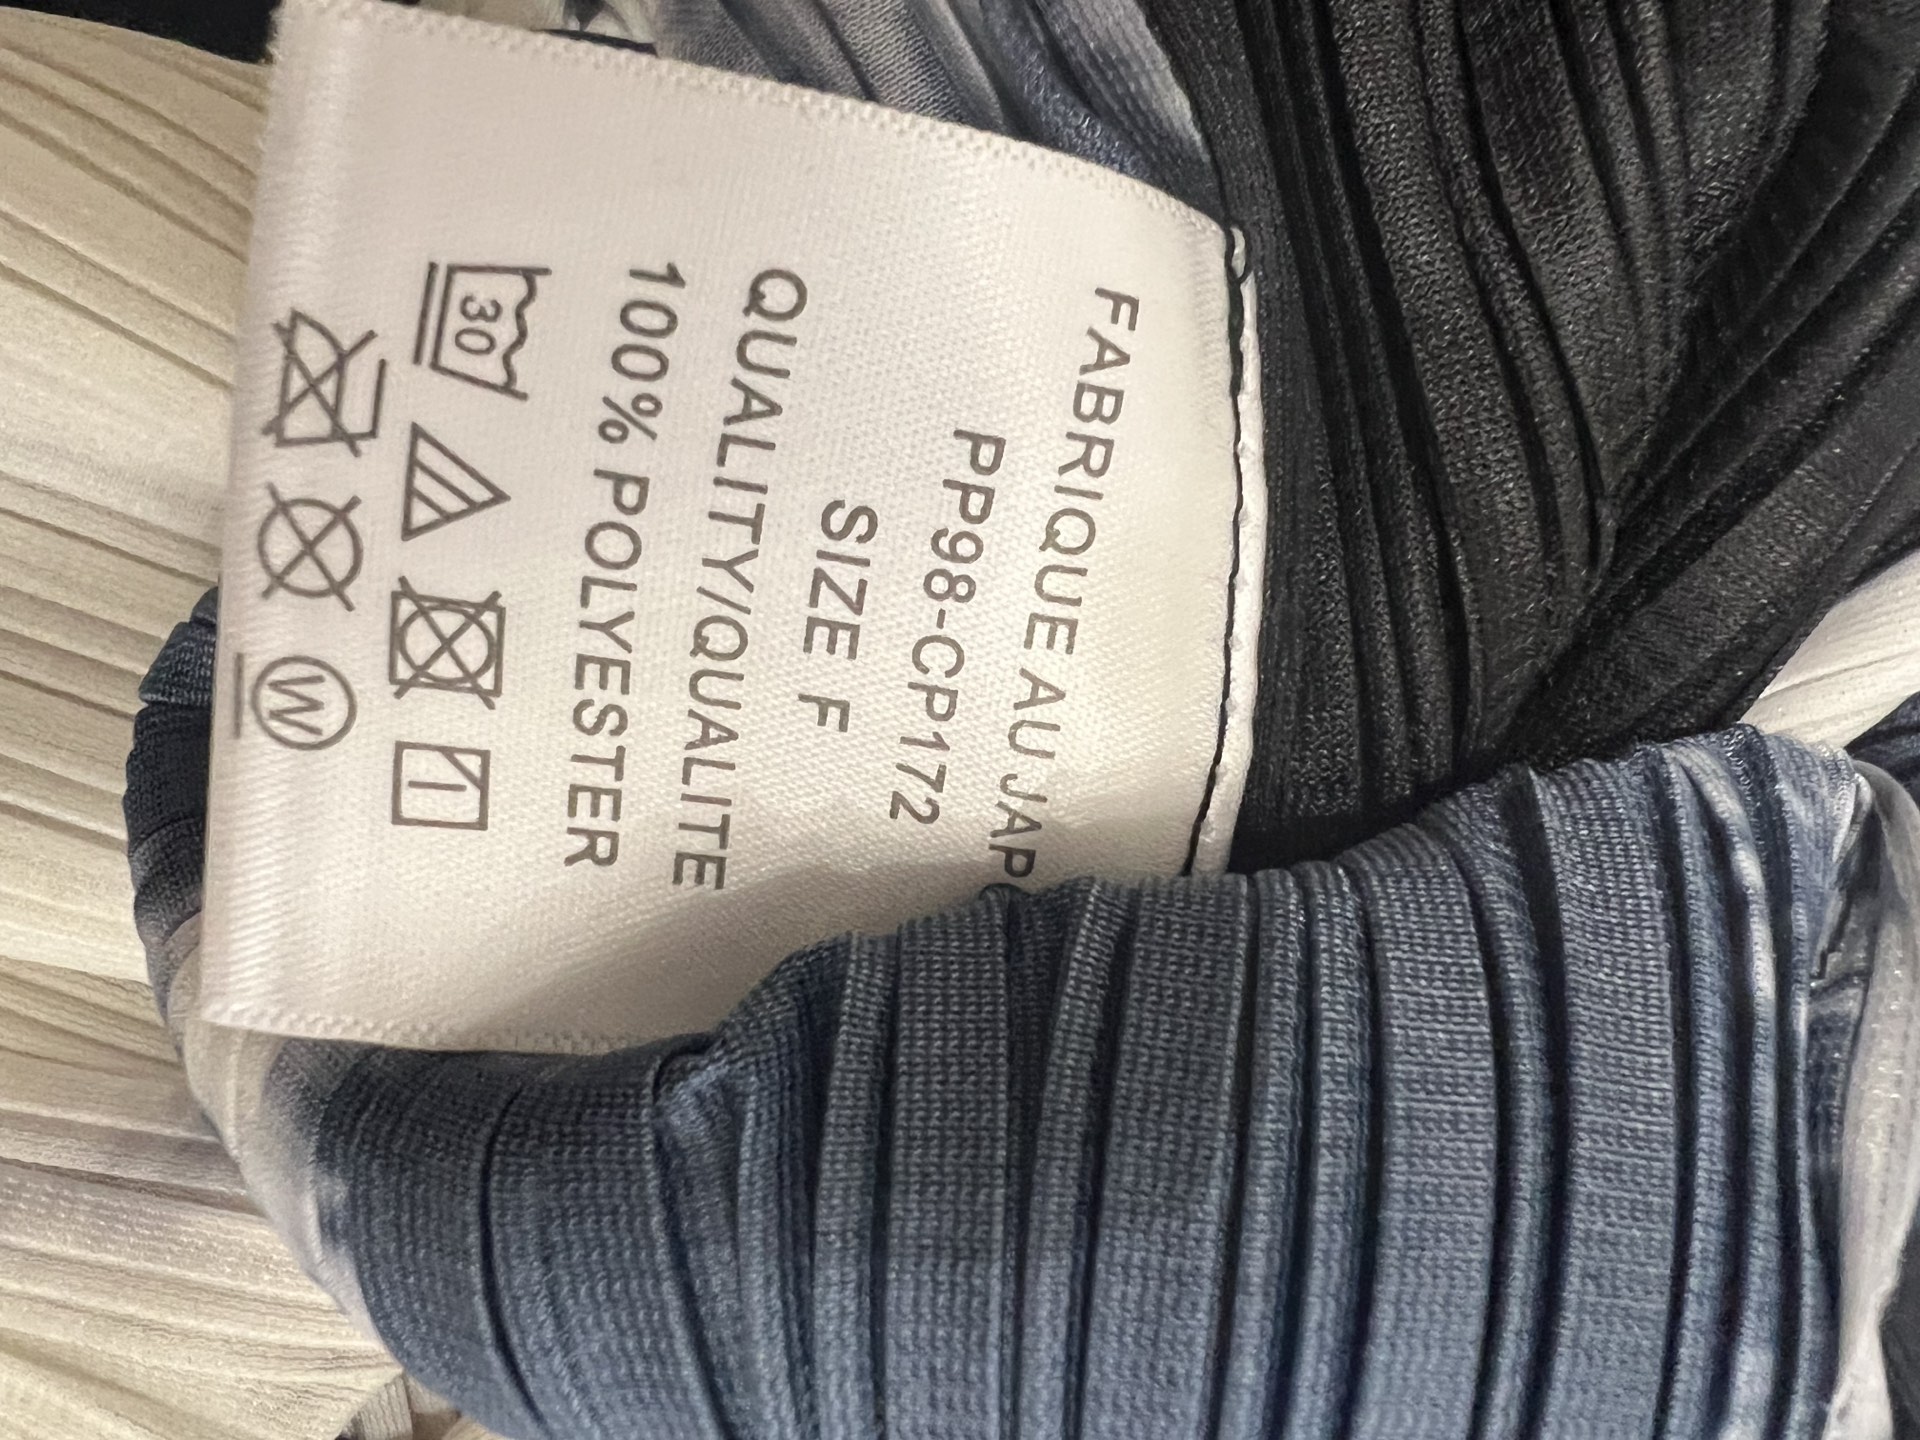 FABRIQUE AU JAP
PP98-CP172
SIZE F
QUALITY/QUALITE
100% POLYESTER
30
W